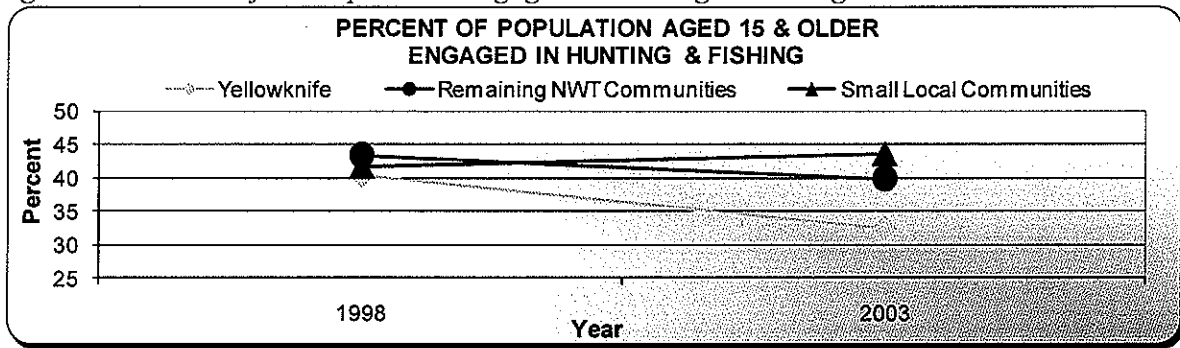 PERCENT OF POPULATION AGED 15 & OLDER
ENGAGED IN HUNTING & FISHING
Yellowknife Remaining NWT Communities Small Local Communities
50
45
40
35
30
25
Percent
1998 2003
Year